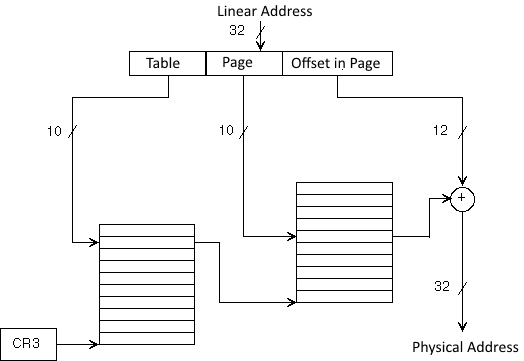 Linear Address
32
Table Page Offset in Page
10 10 12
+
32
CR3
Physical Address